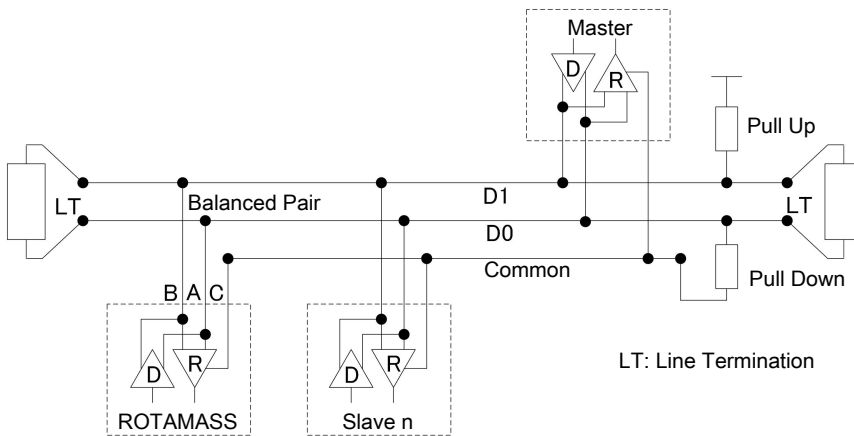 Master
D
R
Pull Up
LT
Balanced Pair
D1
LT
D0
Common
Pull Down
B A C
D
R
D
R
LT: Line Termination
ROTAMASS
Slave n